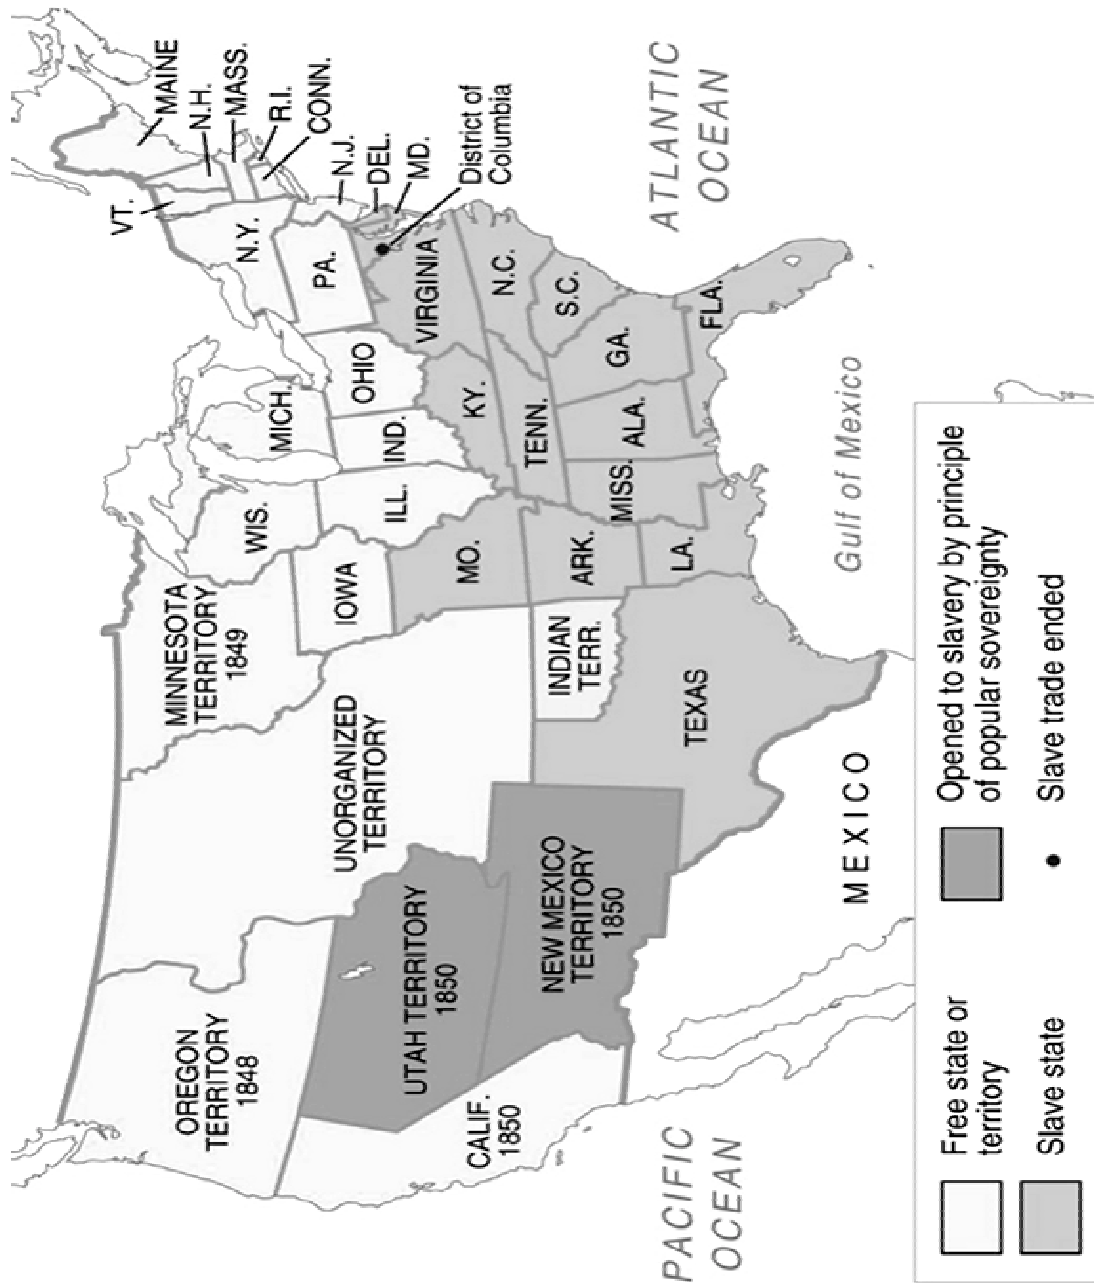 OREGON
TERRITORY
1848
MINNESOTA
TERRITORY
1849
UNORGANIZED
TERRITORY
UTAH TERRITORY
1850
CALIF.
1850
NEW MEXICO
TERRITORY
1850
INDIAN
TERR.
TEXAS
IOWA
WIS.
MICH.
ILL.
IND.
OHIO
MO.
KY.
TENN.
ARK.
LA.
MISS.
ALA.
GA.
FLA.
S.C.
N.C.
VIRGINIA
PA.
N.Y.
VT.
MAINE
N.H.
MASS.
R.I.
CONN.
N.J.
DEL.
MD.
District of
Columbia
ATLANTIC
OCEAN
PACIFIC
OCEAN
MEXICO
Gulf of Mexico
Free state or
territory
Slave state
Opened to slavery by principle
of popular sovereignty
Slave trade ended